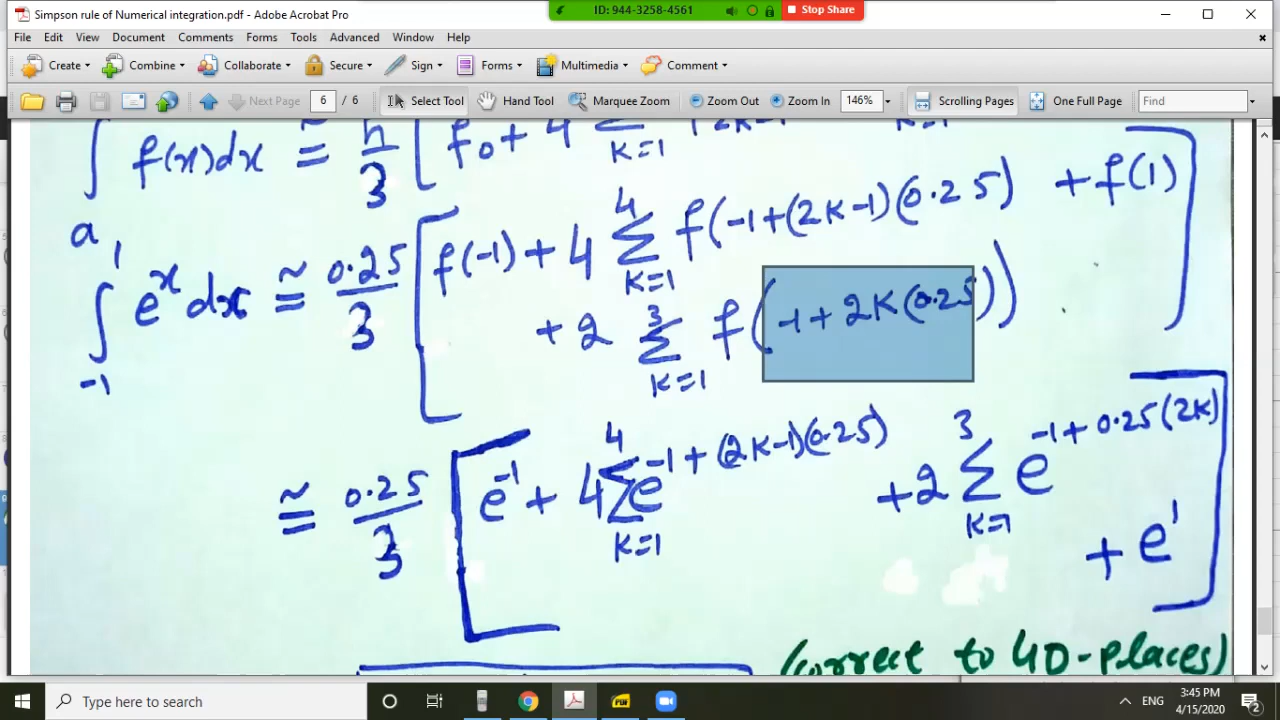 Simpson rule of Numerical integration.pdf - Adobe Acrobat Pro
ID: 944-3258-4561 Stop Share
File Edit View Document Comments Forms Tools Advanced Window Help
Create Combine Collaborate Secure Sign Forms Multimedia Comment
Next Page 6 / 6 Select Tool Hand Tool Marquee Zoom Zoom Out Zoom In 146% Scrolling Pages One Full Page Find
∫ₐ f(x)dx ≅ h/3 [f₀ + 4 Σ K=1
∫₋₁¹ eˣ dx ≅ 0.25/3 [f(-1) + 4 Σ_{K=1}^{4} f(-1+(2K-1)(0.25) + f(1)
+ 2 Σ_{K=1}^{3} f(-1+2K(0.25))]
≅ 0.25/3 [e^{-1} + 4 Σ_{K=1}^{4} e^{-1+(2K-1)(0.25)} + 2 Σ_{K=1}^{3} e^{-1+0.25(2K)}
+ e^{1}]
(correct to 4D-places)
Type here to search
ENG 3:45 PM
4/15/2020 2